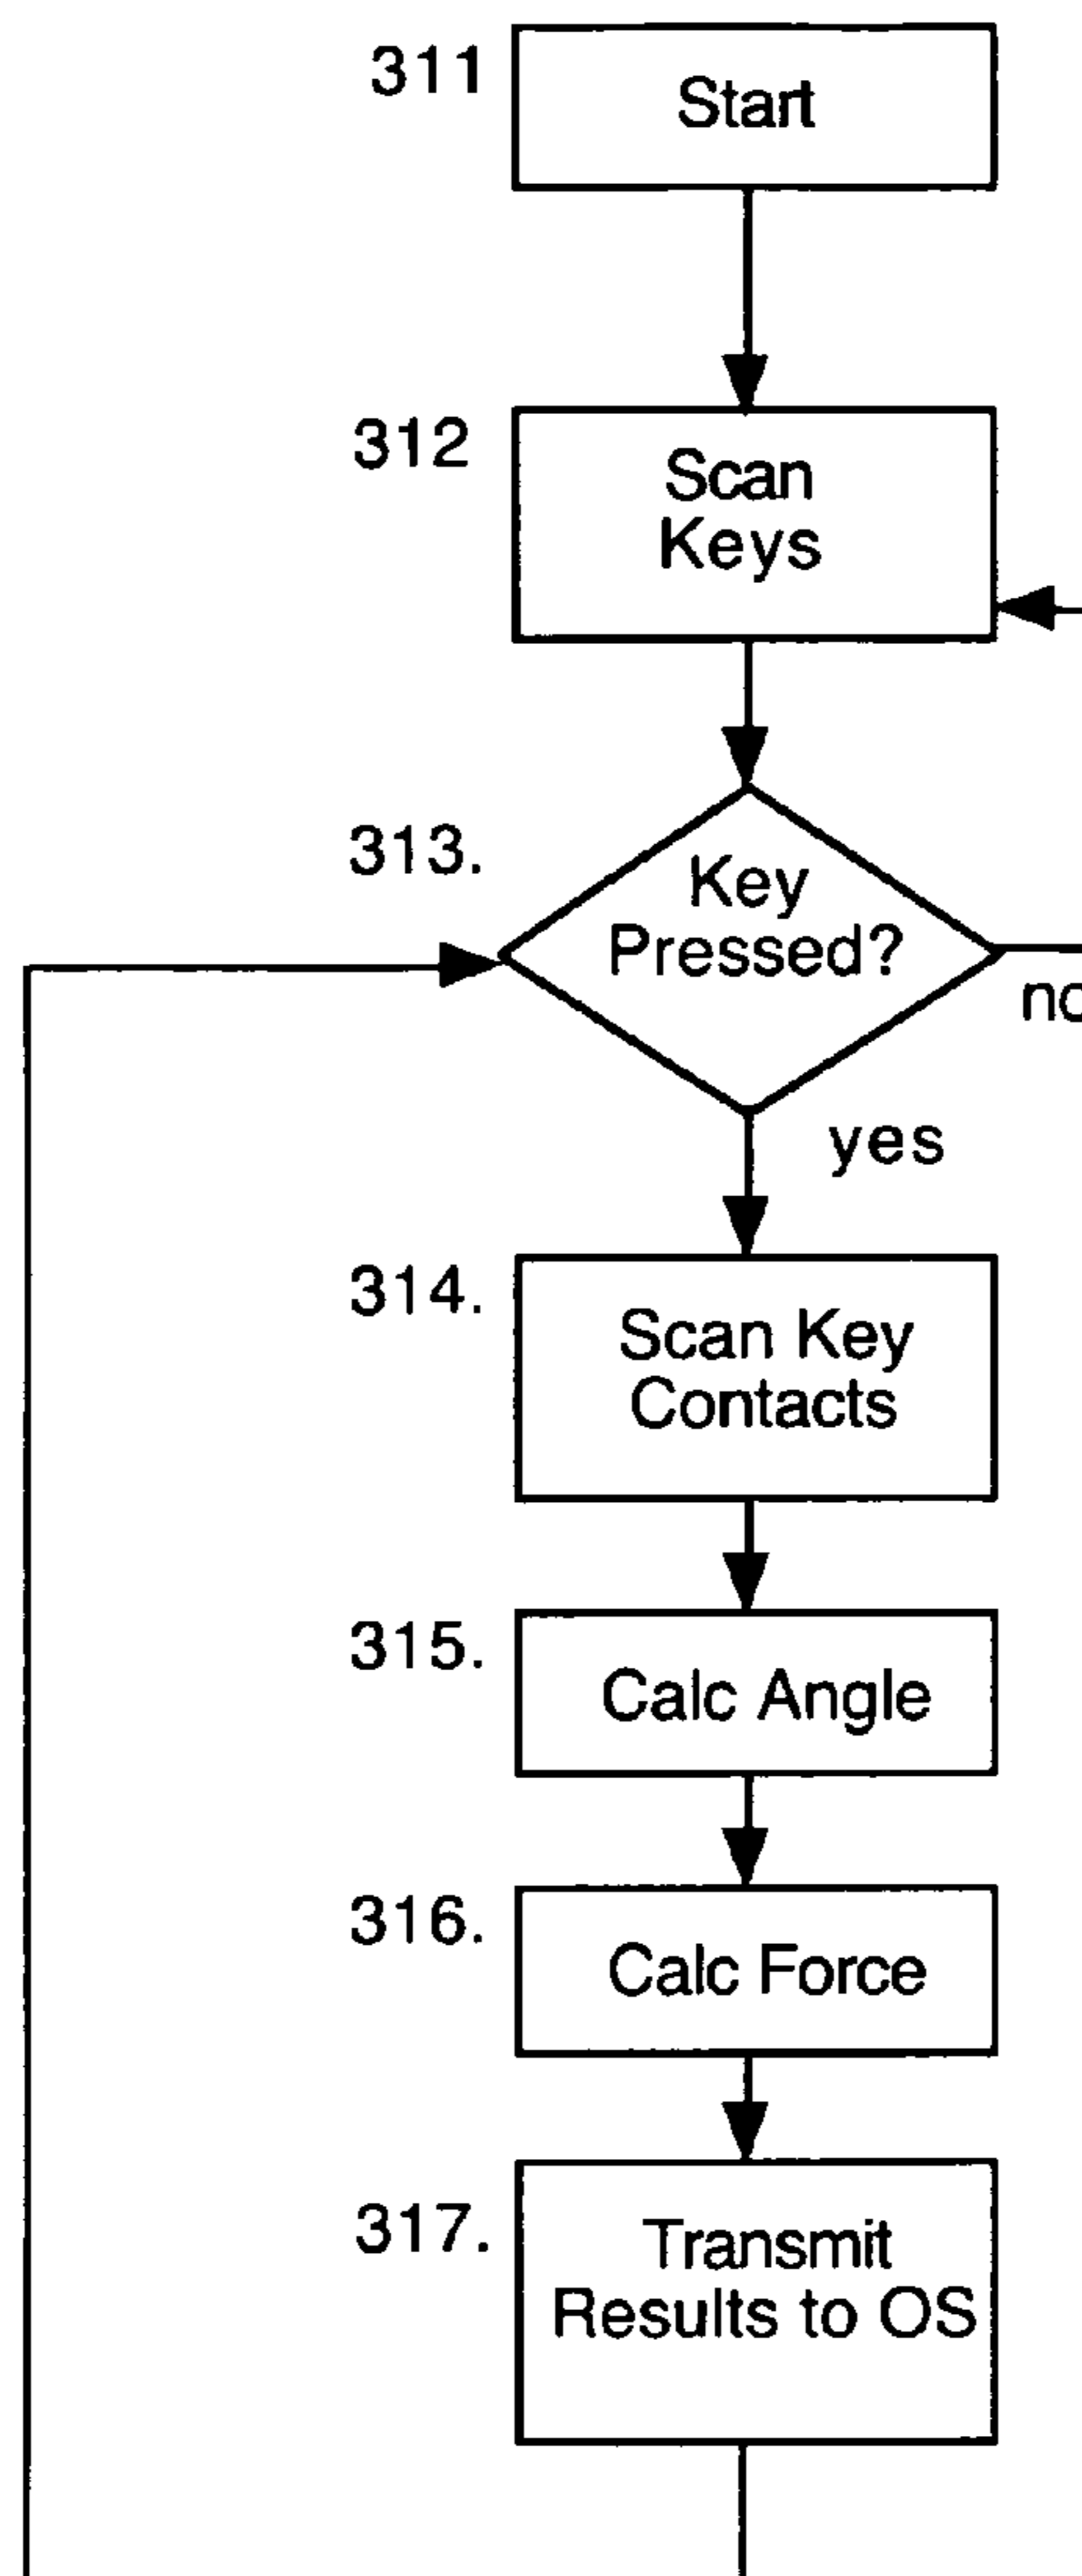 311
Start
312
Scan
Keys
313.
Key
Pressed?
no
yes
314.
Scan Key
Contacts
315.
Calc Angle
316.
Calc Force
317.
Transmit
Results to OS